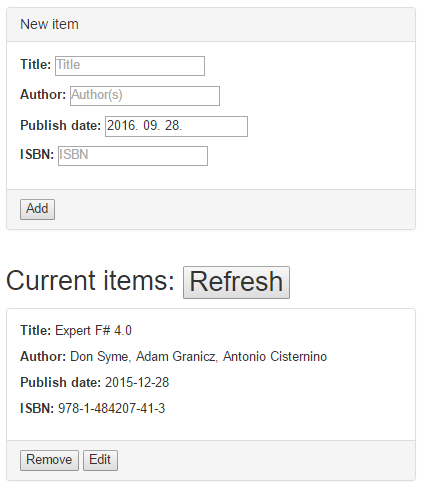 New item
Title: Title
Author: Author(s)
Publish date: 2016. 09. 28.
ISBN: ISBN
Add
Current items: Refresh
Title: Expert F# 4.0
Author: Don Syme, Adam Granicz, Antonio Cisternino
Publish date: 2015-12-28
ISBN: 978-1-484207-41-3
Remove Edit